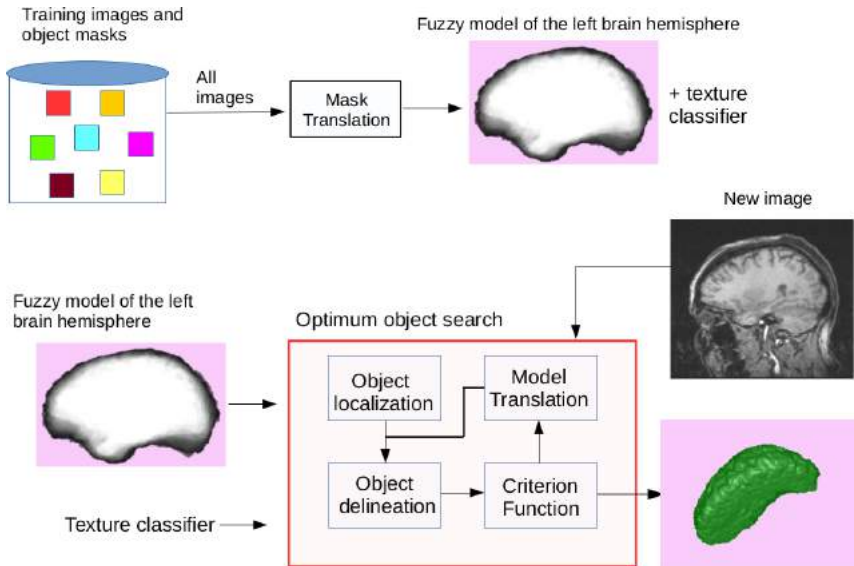 Training images and
object masks
All
images
Mask
Translation
Fuzzy model of the left brain hemisphere
+ texture
classifier
New image
Fuzzy model of the left
brain hemisphere
Optimum object search
Object
localization
Model
Translation
Object
delineation
Criterion
Function
Texture classifier